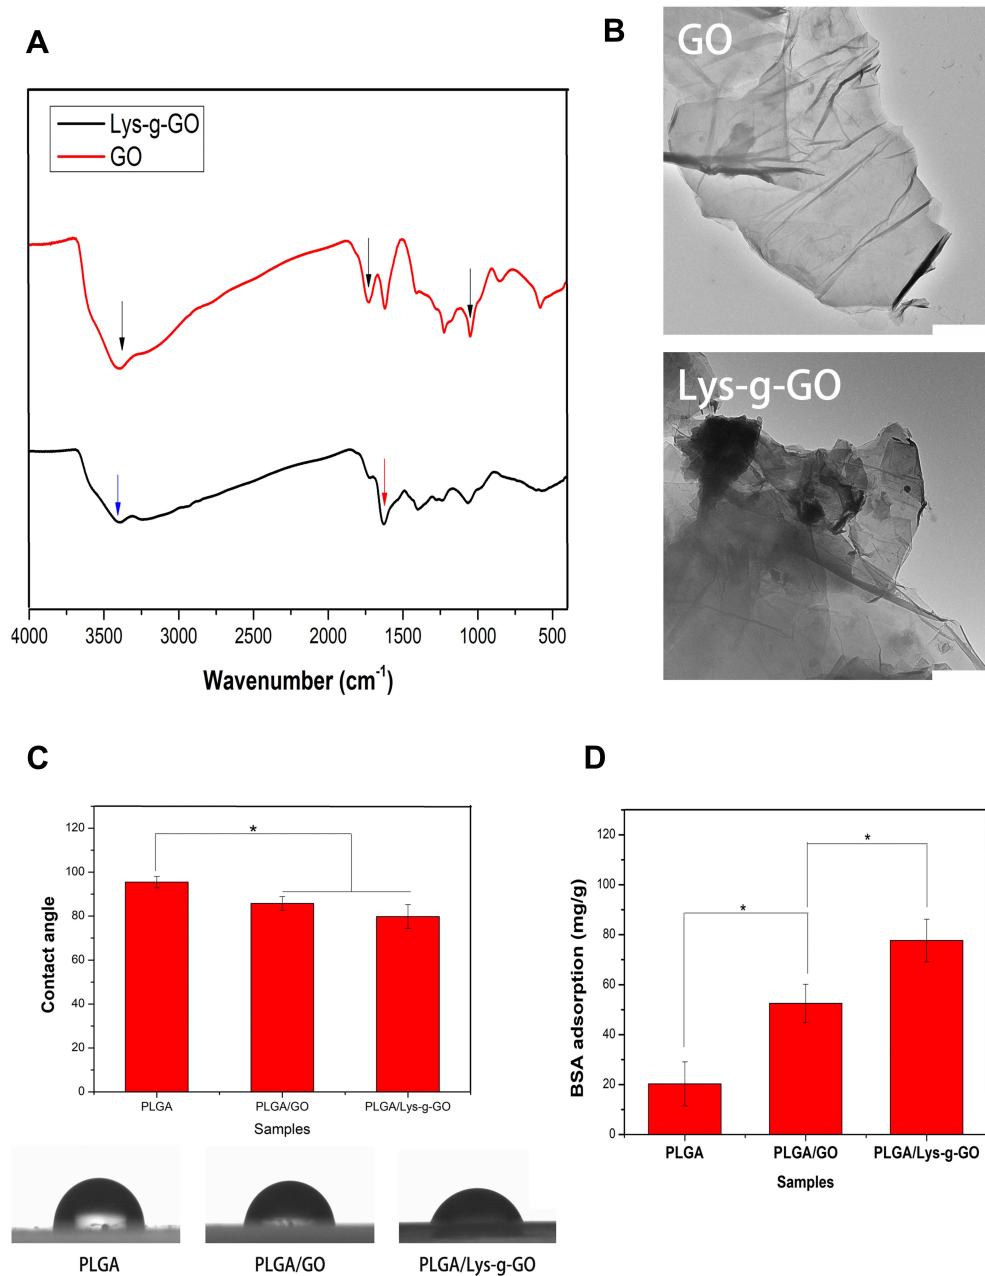 A
Lys-g-GO
GO
4000 3500 3000 2500 2000 1500 1000 500
Wavenumber (cm-1)
B
GO
Lys-g-GO
C
Contact angle
120
100
80
60
40
20
0
*
PLGA PLGA/GO PLGA/Lys-g-GO
Samples
PLGA PLGA/GO PLGA/Lys-g-GO
D
BSA adsorption (mg/g)
120
100
80
60
40
20
0
*
*
PLGA PLGA/GO PLGA/Lys-g-GO
Samples